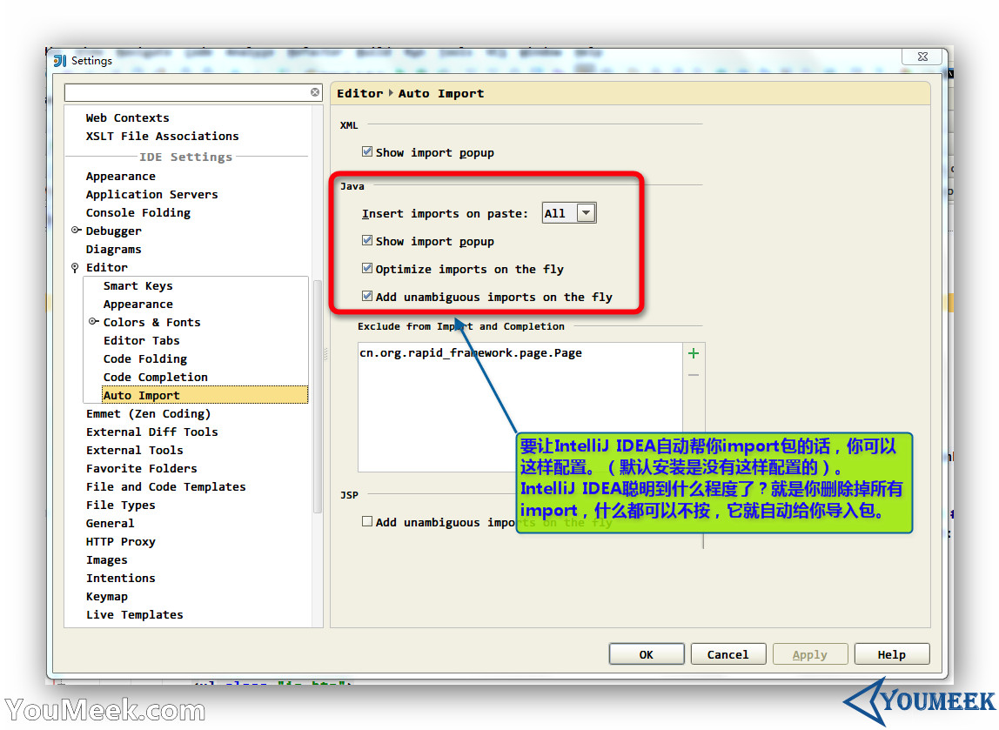 Settings
Editor Auto Import
Web Contexts
XSLT File Associations
IDE Settings
Appearance
Application Servers
Console Folding
Debugger
Diagrams
Editor
Smart Keys
Appearance
Colors & Fonts
Editor Tabs
Code Folding
Code Completion
Auto Import
Emmet (Zen Coding)
External Diff Tools
External Tools
Favorite Folders
File and Code Templates
File Types
General
HTTP Proxy
Images
Intentions
Keymap
Live Templates
XML
Show import popup
Java
Insert imports on paste: All
Show import popup
Optimize imports on the fly
Add unambiguous imports on the fly
Exclude from Import and Completion
cn.org.rapid_framework.page.Page
要让IntelliJ IDEA自动帮你import包的话，你可以
这样配置。（默认安装是没有这样配置的）。
IntelliJ IDEA聪明到什么程度了？就是你删除掉所有
import，什么都可以不按，它就自动给你导入包。
JSP
Add unambiguous imports on the fly
OK Cancel Apply Help
YouMeek.com
YOUMEEK